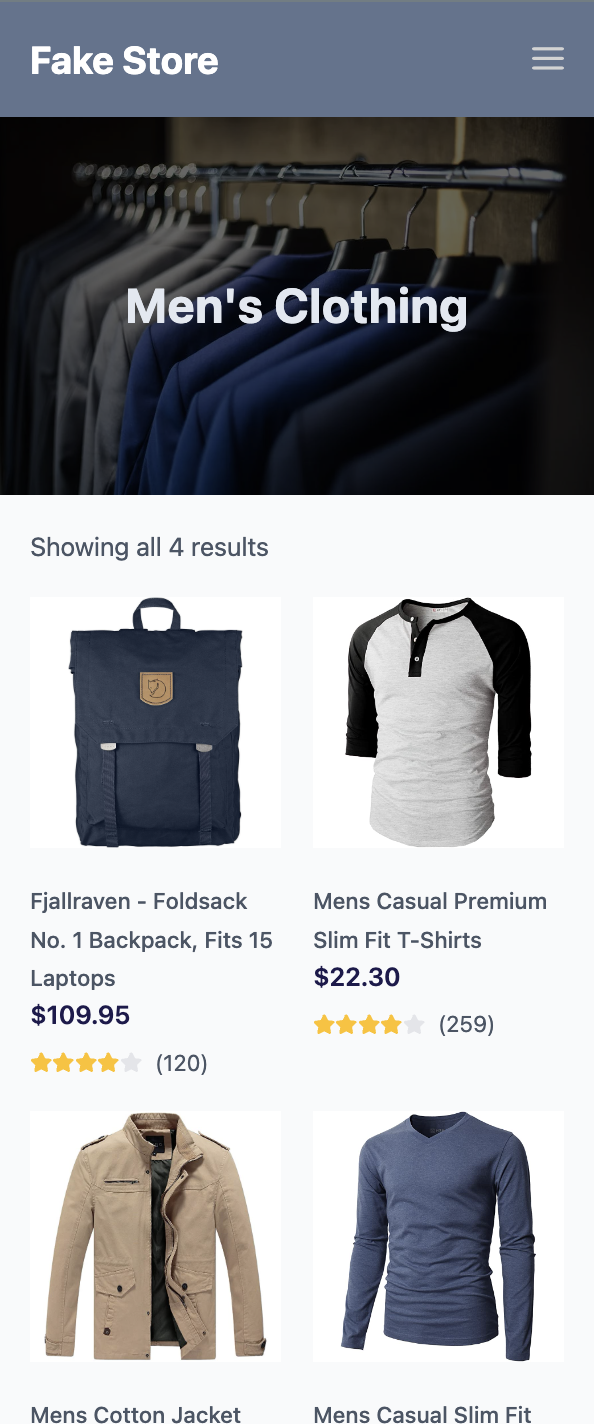 Fake Store
Men's Clothing
Showing all 4 results
Fjallraven - Foldsack
No. 1 Backpack, Fits 15
Laptops
$109.95
(120)
Mens Casual Premium
Slim Fit T-Shirts
$22.30
(259)
Mens Cotton Jacket
Mens Casual Slim Fit